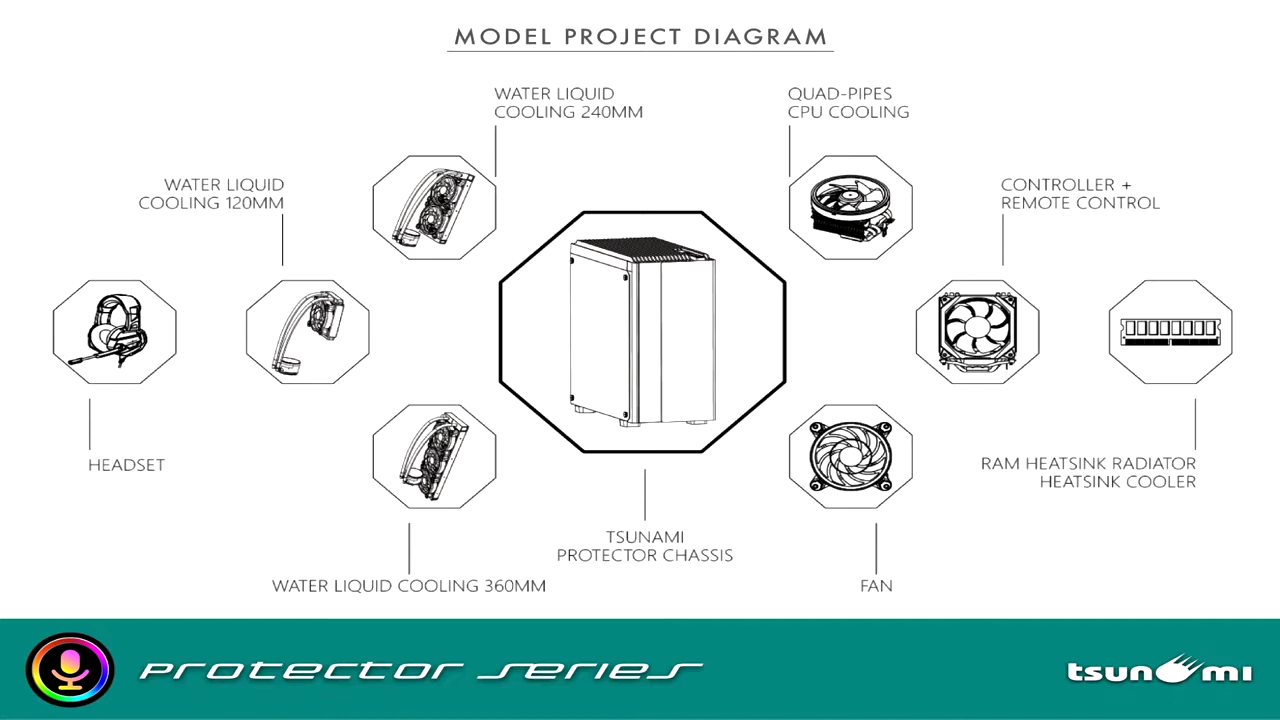 MODEL PROJECT DIAGRAM
WATER LIQUID
COOLING 240MM
QUAD-PIPES
CPU COOLING
WATER LIQUID
COOLING 120MM
CONTROLLER +
REMOTE CONTROL
HEADSET
RAM HEATSINK RADIATOR
HEATSINK COOLER
TSUNAMI
PROTECTOR CHASSIS
WATER LIQUID COOLING 360MM
FAN
Protector Series
tsunami